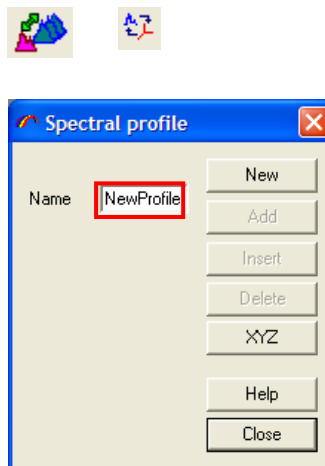 Spectral profile
New
Name NewProfile
Add
Insert
Delete
XYZ
Help
Close